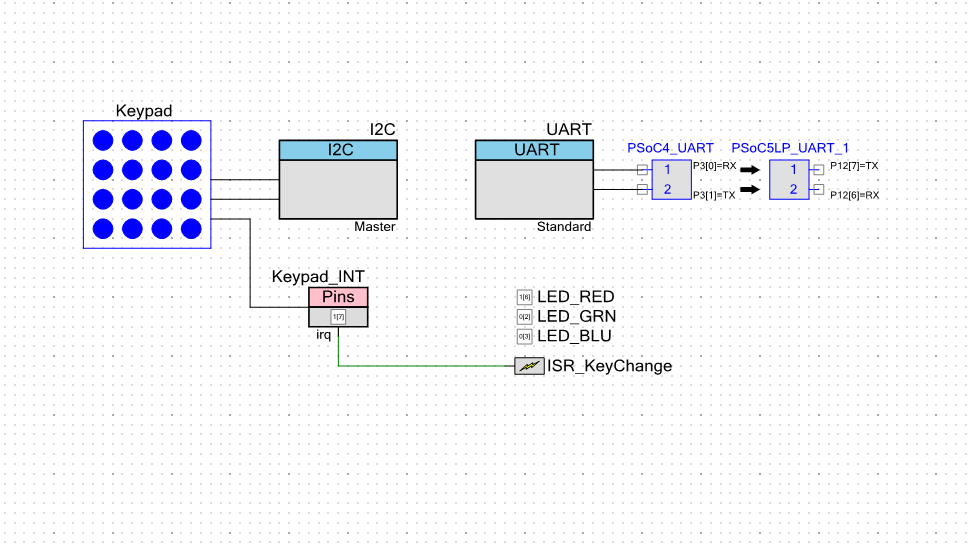 Keypad
I2C
I2C
Master
UART
UART
Standard
PSoC4_UART
1
2
P3[0]=RX
P3[1]=TX
PSoC5LP_UART_1
1
2
P12[7]=TX
P12[6]=RX
Keypad_INT
Pins
1[7]
irq
1[6] LED_RED
0[2] LED_GRN
0[3] LED_BLU
ISR_KeyChange